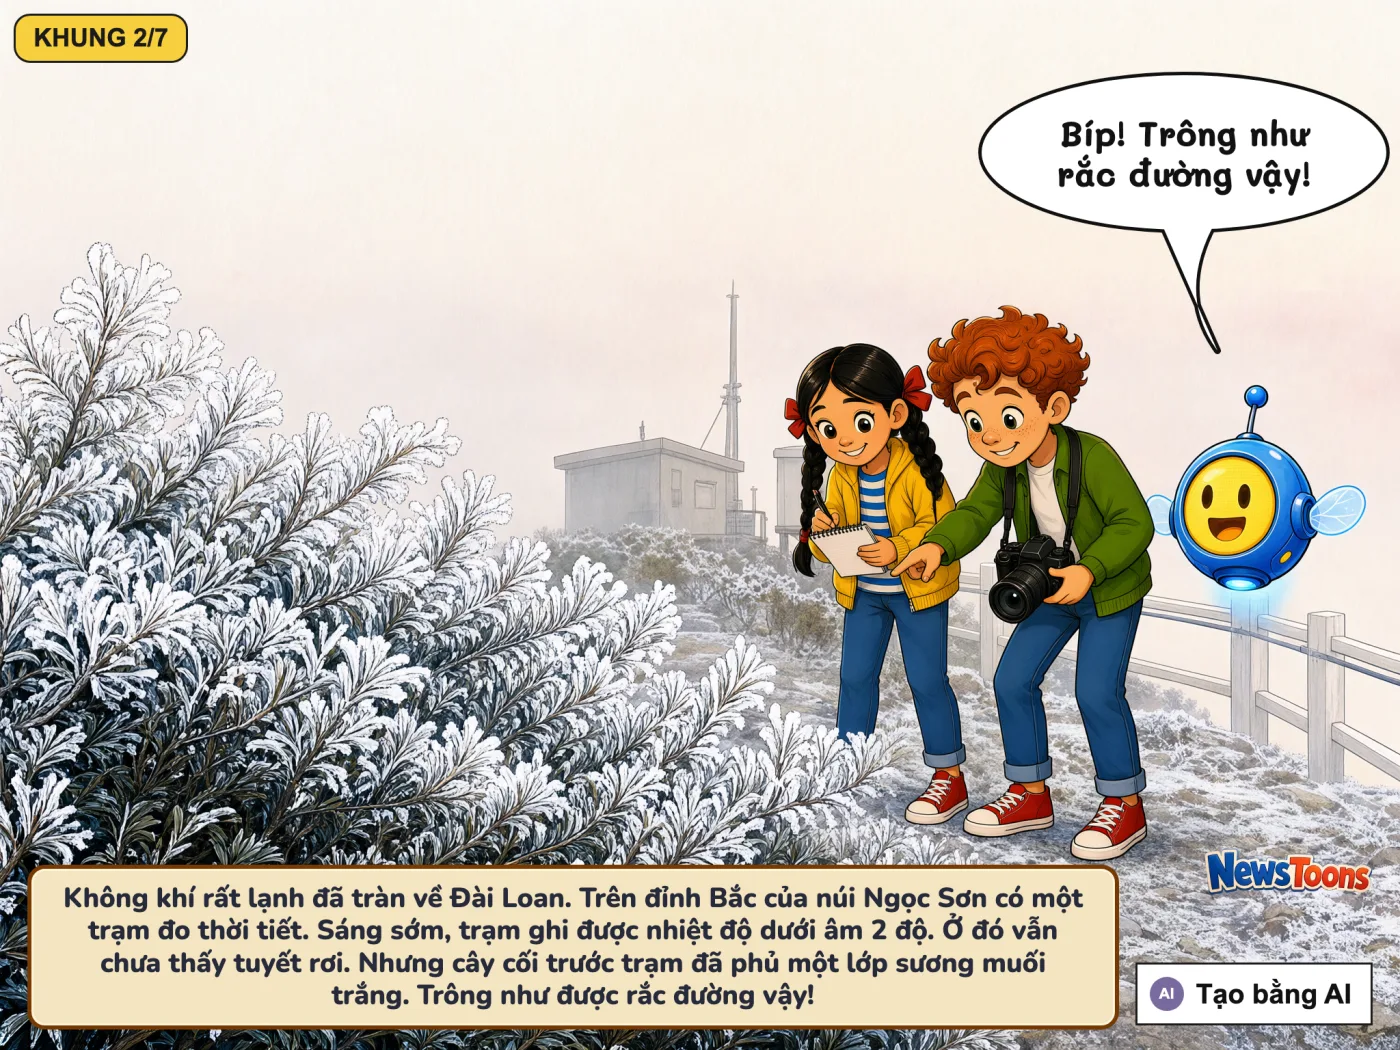 KHUNG 2/7
Bíp! Trông như
rắc đường vậy!
Không khí rất lạnh đã tràn về Đài Loan. Trên đỉnh Bắc của núi Ngọc Sơn có một
trạm đo thời tiết. Sáng sớm, trạm ghi được nhiệt độ dưới âm 2 độ. Ở đó vẫn
chưa thấy tuyết rơi. Nhưng cây cối trước trạm đã phủ một lớp sương muối
trắng. Trông như được rắc đường vậy!
NewsToons
AI Tạo bằng AI